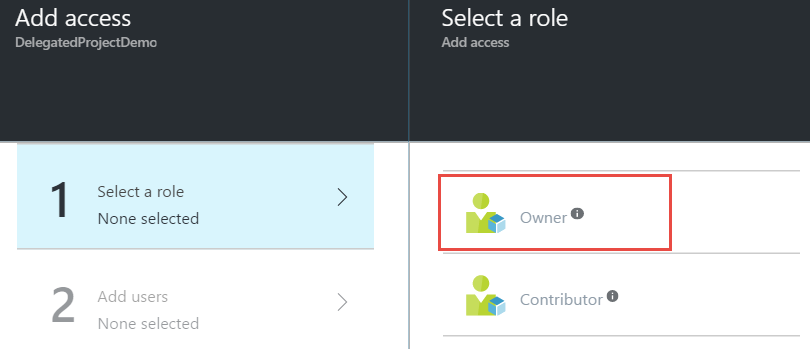 Add access
DelegatedProjectDemo
1
Select a role
None selected
2
Add users
None selected
Select a role
Add access
Owner
Contributor